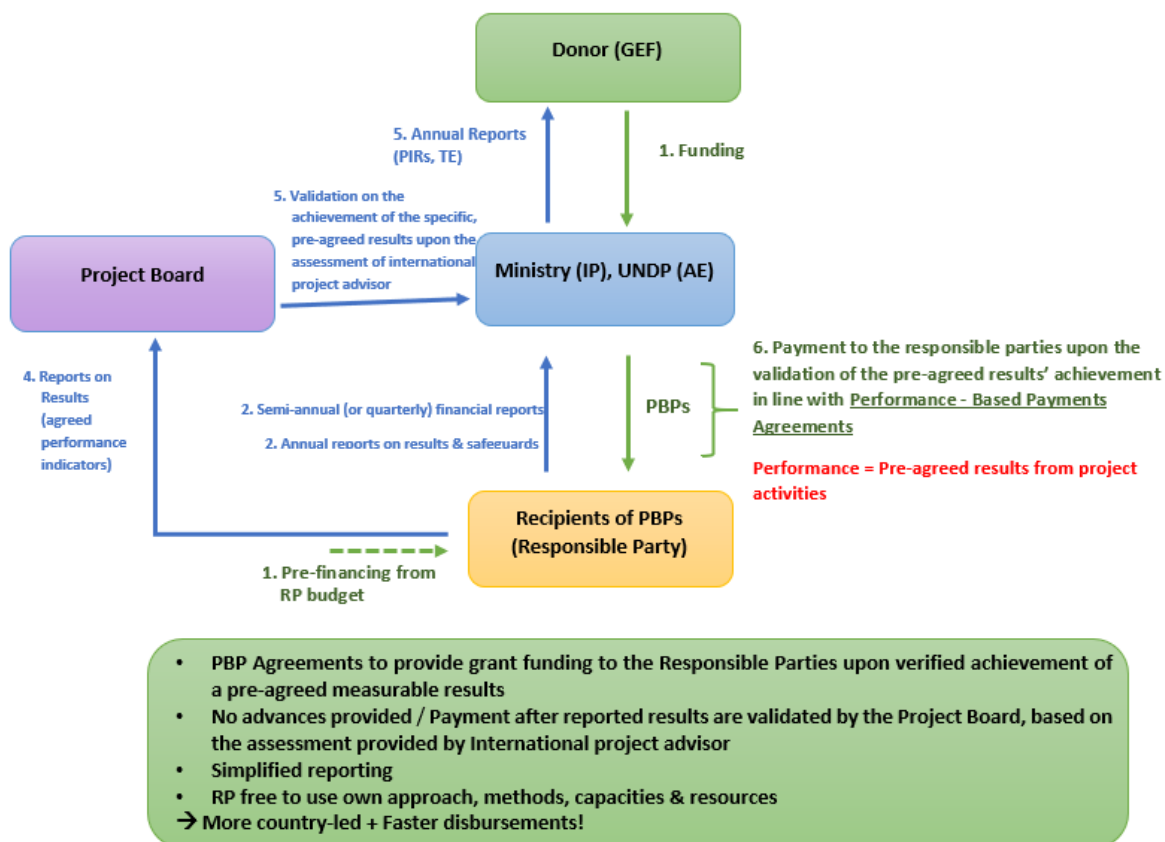 Donor (GEF)
5. Annual Reports
(PIRs, TE)
1. Funding
5. Validation on the
achievement of the specific,
pre-agreed results upon the
assessment of international
project advisor
Project Board
Ministry (IP), UNDP (AE)
4. Reports on
Results
(agreed
performance
indicators)
2. Semi-annual (or quarterly) financial reports
2. Annual reports on results & safeguards
PBPs
6. Payment to the responsible parties upon the
validation of the pre-agreed results’ achievement
in line with Performance - Based Payments
Agreements
Performance = Pre-agreed results from project
activities
Recipients of PBPs
(Responsible Party)
1. Pre-financing from
RP budget
• PBP Agreements to provide grant funding to the Responsible Parties upon verified achievement of
a pre-agreed measurable results
• No advances provided / Payment after reported results are validated by the Project Board, based on
the assessment provided by International project advisor
• Simplified reporting
• RP free to use own approach, methods, capacities & resources
→ More country-led + Faster disbursements!